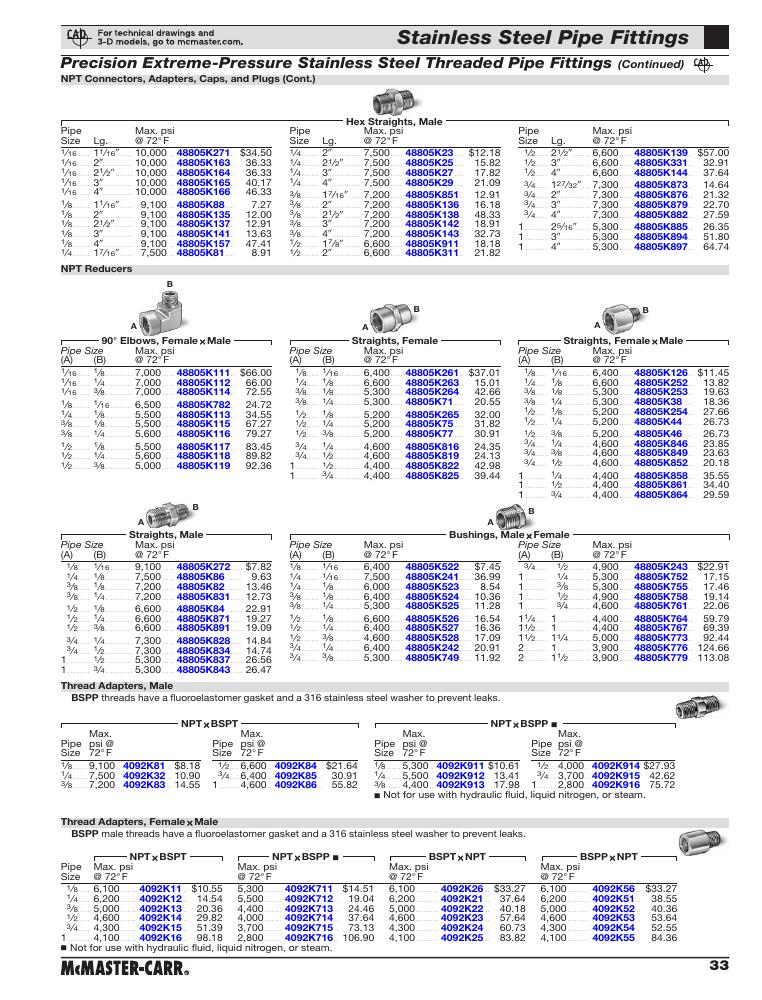 CAD
For technical drawings and
3-D models, go to mcmaster.com.
Stainless Steel Pipe Fittings
Precision Extreme-Pressure Stainless Steel Threaded Pipe Fittings (Continued) CAD
NPT Connectors, Adapters, Caps, and Plugs (Cont.)
Hex Straights, Male
Pipe Size Lg. Max. psi @ 72° F
1/16 1 1/16" 10,000 48805K271 $34.50
1/16 2" 10,000 48805K163 36.33
1/16 2 1/2" 10,000 48805K164 36.33
1/16 3" 10,000 48805K165 40.17
1/16 4" 10,000 48805K166 46.33
1/8 1 1/16" 9,100 48805K88 7.27
1/8 2" 9,100 48805K135 12.00
1/8 2 1/2" 9,100 48805K137 12.91
1/8 3" 9,100 48805K141 13.63
1/8 4" 9,100 48805K157 47.41
1/4 1 7/16" 7,500 48805K81 8.91
Pipe Size Lg. Max. psi @ 72° F
1/4 2" 7,500 48805K23 $12.18
1/4 2 1/2" 7,500 48805K25 15.82
1/4 3" 7,500 48805K27 17.82
1/4 4" 7,500 48805K29 21.09
3/8 1 7/16" 7,200 48805K851 12.91
3/8 2" 7,200 48805K136 16.18
3/8 2 1/2" 7,200 48805K138 48.33
3/8 3" 7,200 48805K142 18.91
3/8 4" 7,200 48805K143 32.73
1/2 1 7/8" 6,600 48805K911 18.18
1/2 2" 6,600 48805K311 21.82
Pipe Size Lg. Max. psi @ 72° F
1/2 2 1/2" 6,600 48805K139 $57.00
1/2 3" 6,600 48805K331 32.91
1/2 4" 6,600 48805K144 37.64
3/4 1 27/32" 7,300 48805K873 14.64
3/4 2" 7,300 48805K876 21.32
3/4 3" 7,300 48805K879 22.70
3/4 4" 7,300 48805K882 27.59
1 2 5/16" 5,300 48805K885 26.35
1 3" 5,300 48805K894 51.80
1 4" 5,300 48805K897 64.74
NPT Reducers
B
A
90° Elbows, Female x Male
Pipe Size (A) (B) Max. psi @ 72° F
1/16 1/8 7,000 48805K111 $66.00
1/16 1/4 7,000 48805K112 66.00
1/16 1/4 7,000 48805K114 72.55
1/8 1/16 6,500 48805K782 24.72
1/4 1/8 5,500 48805K113 34.55
3/8 1/8 5,500 48805K115 67.27
3/8 1/4 5,600 48805K116 79.27
1/2 1/8 5,500 48805K117 83.45
1/2 1/4 5,600 48805K118 89.82
1/2 3/8 5,000 48805K119 92.36
A B
Straights, Female
Pipe Size (A) (B) Max. psi @ 72° F
1/8 1/16 6,400 48805K261 $37.01
1/4 1/8 6,600 48805K263 15.01
3/8 1/8 5,300 48805K264 42.66
3/8 1/4 5,300 48805K71 20.55
1/2 1/8 5,200 48805K265 32.00
1/2 1/4 5,200 48805K75 31.82
1/2 3/8 5,200 48805K77 30.91
3/4 1/4 4,600 48805K816 24.35
3/4 1/2 4,600 48805K819 24.13
1 1/2 4,400 48805K822 42.98
1 3/4 4,400 48805K825 39.44
A B
Straights, Female x Male
Pipe Size (A) (B) Max. psi @ 72° F
1/8 1/16 6,400 48805K126 $11.45
1/4 1/8 6,600 48805K252 13.82
3/8 1/8 5,300 48805K253 19.63
3/8 1/4 5,300 48805K38 18.36
1/2 1/8 5,200 48805K254 27.66
1/2 1/4 5,200 48805K44 26.73
1/2 3/8 5,200 48805K46 26.73
3/4 1/4 4,600 48805K846 23.85
3/4 3/8 4,600 48805K849 23.63
3/4 1/2 4,600 48805K852 20.18
1 1/4 4,400 48805K858 35.55
1 1/2 4,400 48805K861 34.40
1 3/4 4,400 48805K864 29.59
A B
Straights, Male
Pipe Size (A) (B) Max. psi @ 72° F
1/8 1/16 9,100 48805K272 $7.82
1/4 1/8 7,500 48805K86 9.63
3/8 1/8 7,200 48805K82 13.46
3/8 1/4 7,200 48805K831 12.73
1/2 1/8 6,600 48805K84 22.91
1/2 1/4 6,600 48805K871 19.27
1/2 3/8 6,600 48805K891 19.09
3/4 1/4 7,300 48805K828 14.84
3/4 1/2 7,300 48805K834 14.74
1 1/2 5,300 48805K837 26.56
1 3/4 5,300 48805K843 26.47
A B
Bushings, Male x Female
Pipe Size (A) (B) Max. psi @ 72° F
1/8 1/16 6,400 48805K522 $7.45
1/4 1/16 7,500 48805K241 36.99
1/4 1/8 6,000 48805K523 8.54
3/8 1/8 6,400 48805K524 10.36
3/8 1/4 5,300 48805K525 11.28
1/2 1/8 6,600 48805K526 16.54
1/2 1/4 6,400 48805K527 16.36
1/2 3/8 4,600 48805K528 17.09
3/4 1/4 6,400 48805K242 20.91
3/4 3/8 5,300 48805K749 11.92
Pipe Size (A) (B) Max. psi @ 72° F
3/4 1/2 4,900 48805K243 $22.91
1 1/4 5,300 48805K752 17.15
1 3/8 5,300 48805K755 17.46
1 1/2 4,900 48805K758 19.14
1 3/4 4,600 48805K761 22.06
1 1/4 1 4,400 48805K764 59.79
1 1/2 1 4,400 48805K767 69.39
1 1/2 1 1/4 5,000 48805K773 92.44
2 1 3,900 48805K776 124.66
2 1 1/2 3,900 48805K779 113.08
Thread Adapters, Male
BSPP threads have a fluoroelastomer gasket and a 316 stainless steel washer to prevent leaks.
NPT x BSPT
Pipe Size Max. psi @ 72° F
1/8 9,100 4092K81 $8.18
1/4 7,500 4092K32 10.90
3/8 7,200 4092K83 14.55
Pipe Size Max. psi @ 72° F
1/2 6,600 4092K84 $21.64
3/4 6,400 4092K85 30.91
1 4,600 4092K86 55.82
NPT x BSPP ■
Pipe Size Max. psi @ 72° F
1/8 5,300 4092K911 $10.61
1/4 5,500 4092K912 13.41
3/8 4,400 4092K913 17.98
Pipe Size Max. psi @ 72° F
1/2 4,000 4092K914 $27.93
3/4 3,700 4092K915 42.62
1 2,800 4092K916 75.72
■ Not for use with hydraulic fluid, liquid nitrogen, or steam.
Thread Adapters, Female x Male
BSPP male threads have a fluoroelastomer gasket and a 316 stainless steel washer to prevent leaks.
NPT x BSPT NPT x BSPP ■ BSPT x NPT BSPP x NPT
Pipe Max. psi Max. psi Max. psi Max. psi
Size @ 72° F @ 72° F @ 72° F @ 72° F
1/8 6,100 4092K11 $10.55 5,300 4092K711 $14.51 6,100 4092K26 $33.27 6,100 4092K56 $33.27
1/4 6,200 4092K12 14.54 5,500 4092K712 19.04 6,200 4092K21 37.64 6,200 4092K51 38.55
3/8 5,000 4092K13 20.36 4,400 4092K713 24.46 5,000 4092K22 40.18 5,000 4092K52 40.36
1/2 4,600 4092K14 29.82 4,000 4092K714 37.64 4,600 4092K23 57.64 4,600 4092K53 53.64
3/4 4,300 4092K15 51.39 3,700 4092K715 73.13 4,300 4092K24 60.73 4,300 4092K54 52.55
1 4,100 4092K16 98.18 2,800 4092K716 106.90 4,100 4092K25 83.82 4,100 4092K55 84.36
■ Not for use with hydraulic fluid, liquid nitrogen, or steam.
McMASTER-CARR® 33